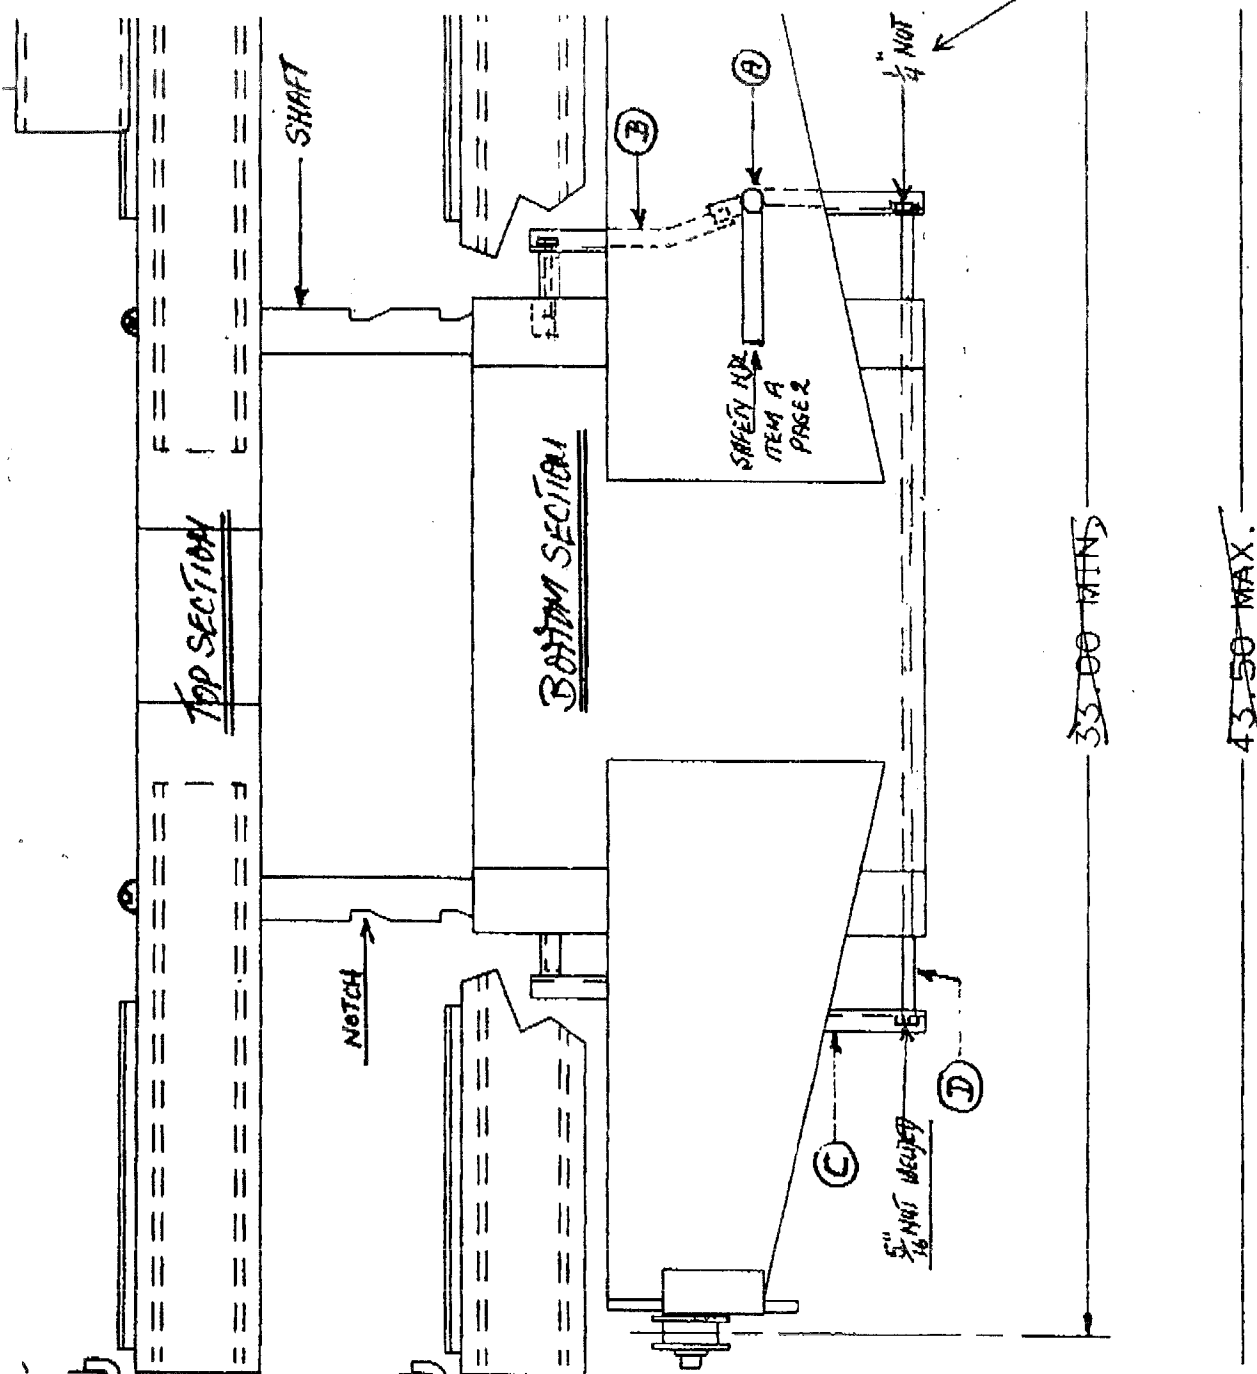 SHAFT
B
A
1/4" NOT
SAFETY HDL
ITEM A
PAGE 2
TOP SECTION
BOTTOM SECTION
33.00 MIN.
43.50 MAX.
NOTCH
D
C
5/16" NUT WELDED